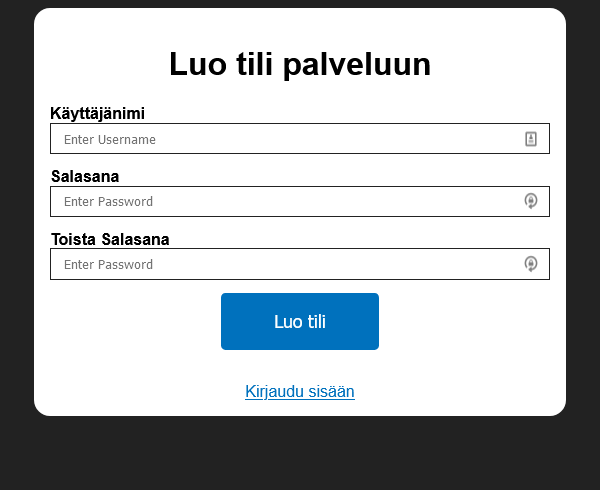 Luo tili palveluun
Käyttäjänimi
Enter Username
Salasana
Enter Password
Toista Salasana
Enter Password
Luo tili
Kirjaudu sisään